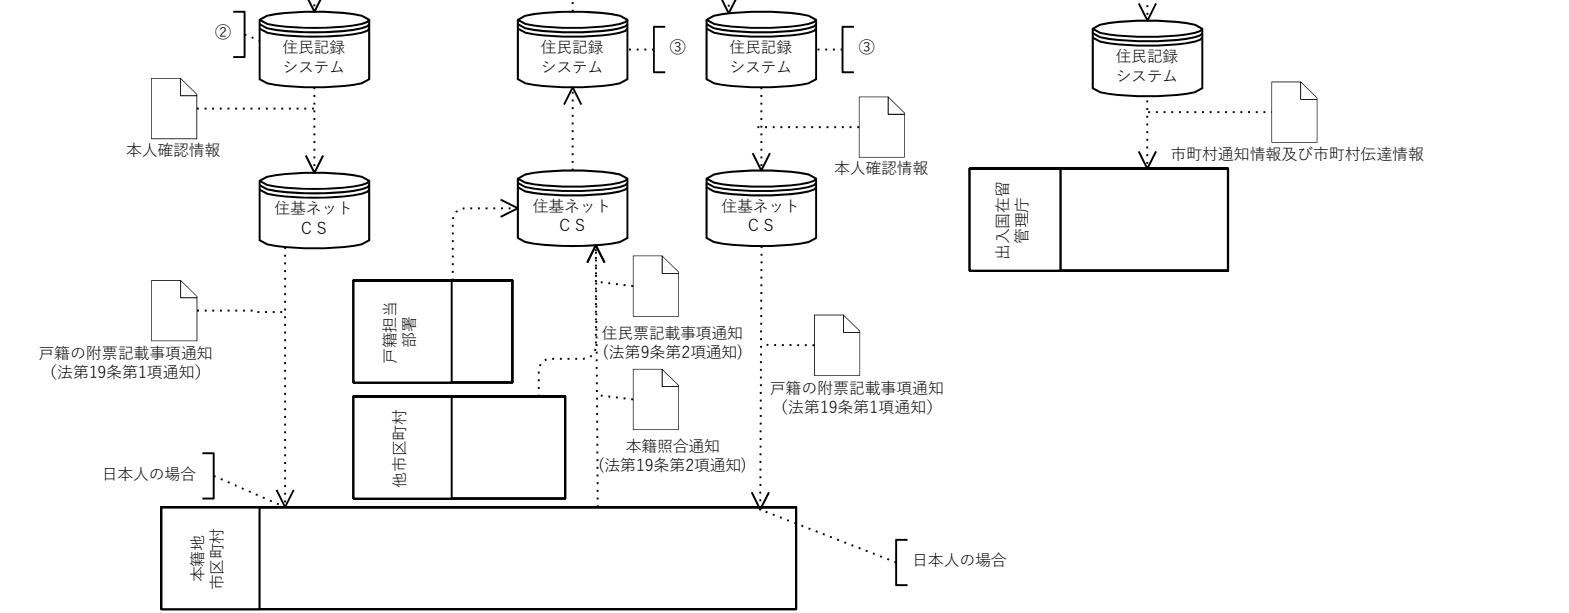 ②
住民記録
システム
住民記録
システム
③
住民記録
システム
③
住民記録
システム
本人確認情報
本人確認情報
市町村通知情報及び市町村伝達情報
住基ネット
ＣＳ
住基ネット
ＣＳ
住基ネット
ＣＳ
出入国在留
管理庁
戸籍の附票記載事項通知
(法第19条第1項通知)
戸籍担当
部署
住民票記載事項通知
(法第9条第2項通知)
戸籍の附票記載事項通知
(法第19条第1項通知)
他市区町村
本籍照合通知
(法第19条第2項通知)
日本人の場合
本籍地
市区町村
日本人の場合